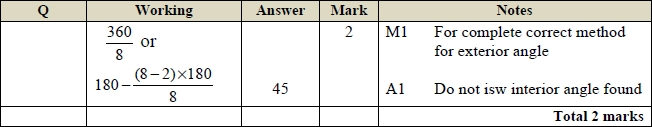 Q Working Answer Mark Notes
360/8 or 2 M1 For complete correct method
for exterior angle
180 − (8 − 2)×180/8 45 A1 Do not isw interior angle found
Total 2 marks